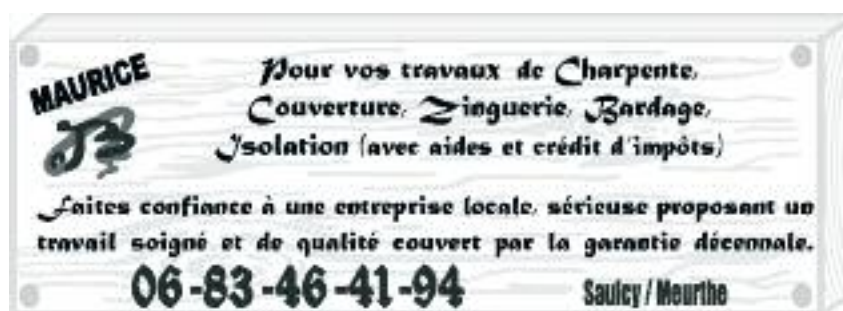 MAURICE
JB
Pour vos travaux de Charpente,
Couverture, Zinguerie, Bardage,
Isolation (avec aides et crédit d'impôts)
Faites confiance à une entreprise locale, sérieuse proposant un
travail soigné et de qualité couvert par la garantie décennale.
06-83-46-41-94
Saulcy / Meurthe